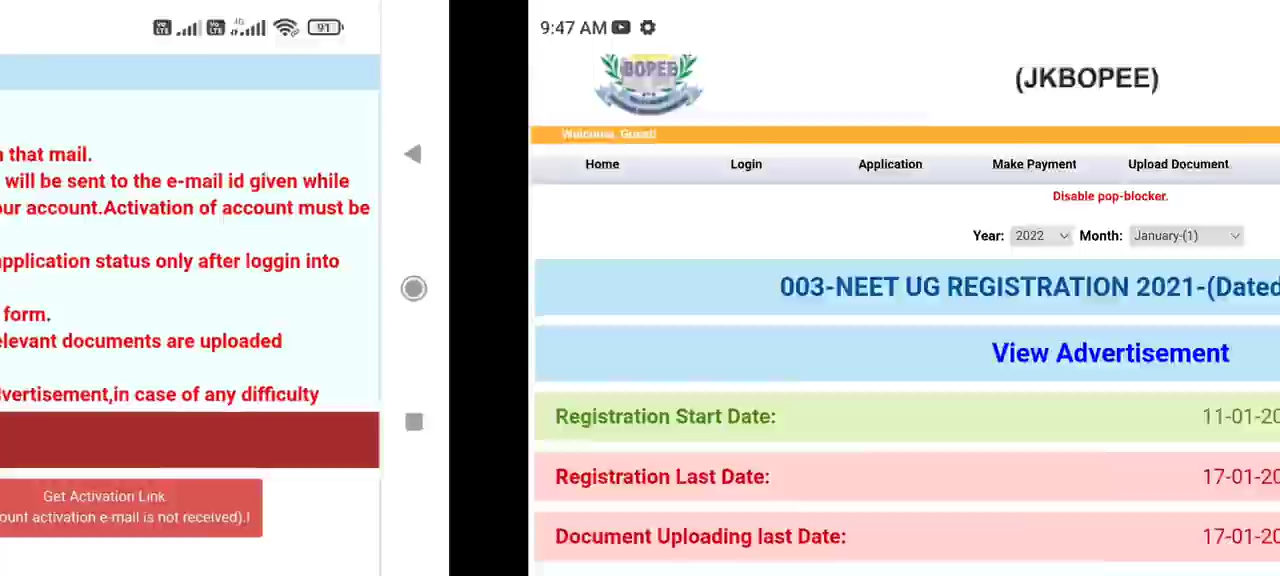 91
that mail.
will be sent to the e-mail id given while
our account.Activation of account must be
application status only after loggin into
form.
relevant documents are uploaded
dvertisement,in case of any difficulty
Get Activation Link
ount activation e-mail is not received).!
9:47 AM
BOPEE
(JKBOPEE)
Welcome, Guest!
Home Login Application Make Payment Upload Document
Disable pop-blocker.
Year: 2022 Month: January-(1)
003-NEET UG REGISTRATION 2021-(Dated
View Advertisement
Registration Start Date: 11-01-20
Registration Last Date: 17-01-20
Document Uploading last Date: 17-01-20